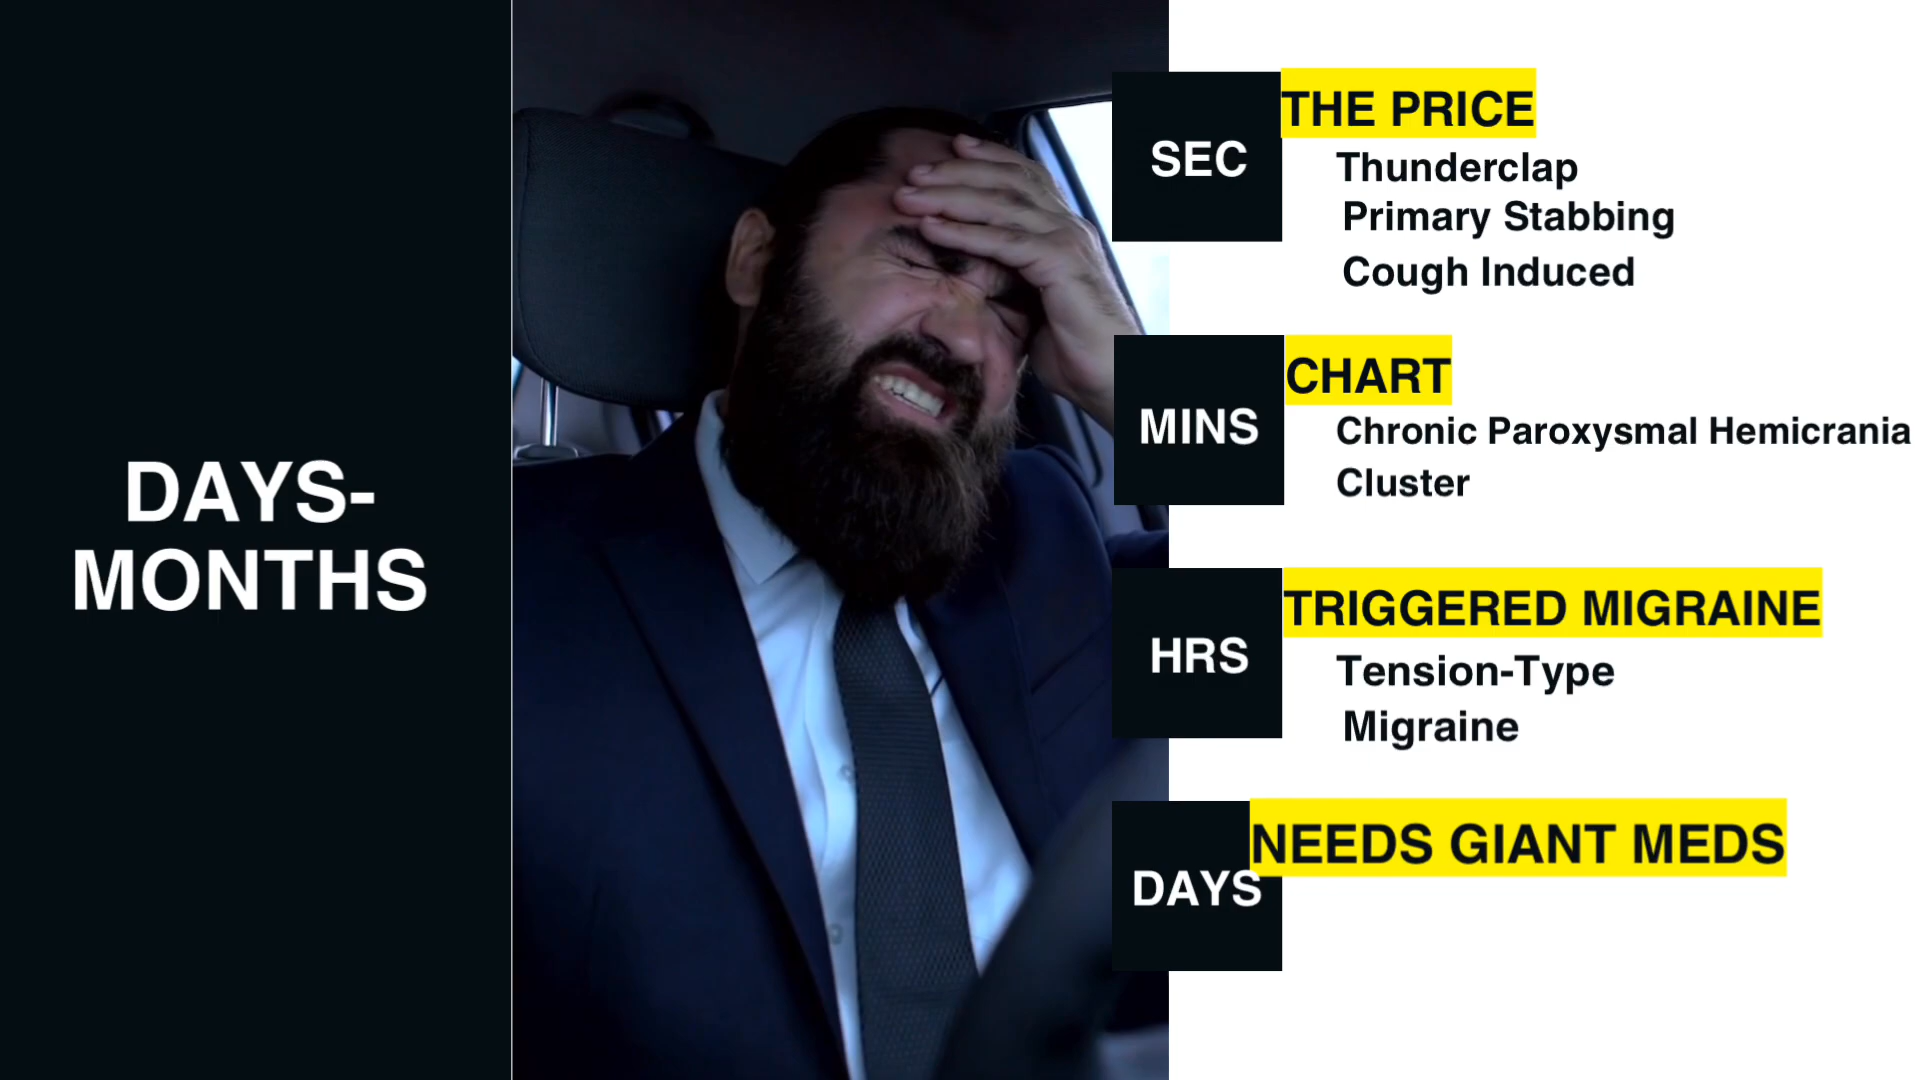 DAYS-
MONTHS
SEC
THE PRICE
Thunderclap
Primary Stabbing
Cough Induced
MINS
CHART
Chronic Paroxysmal Hemicrania
Cluster
HRS
TRIGGERED MIGRAINE
Tension-Type
Migraine
DAYS
NEEDS GIANT MEDS